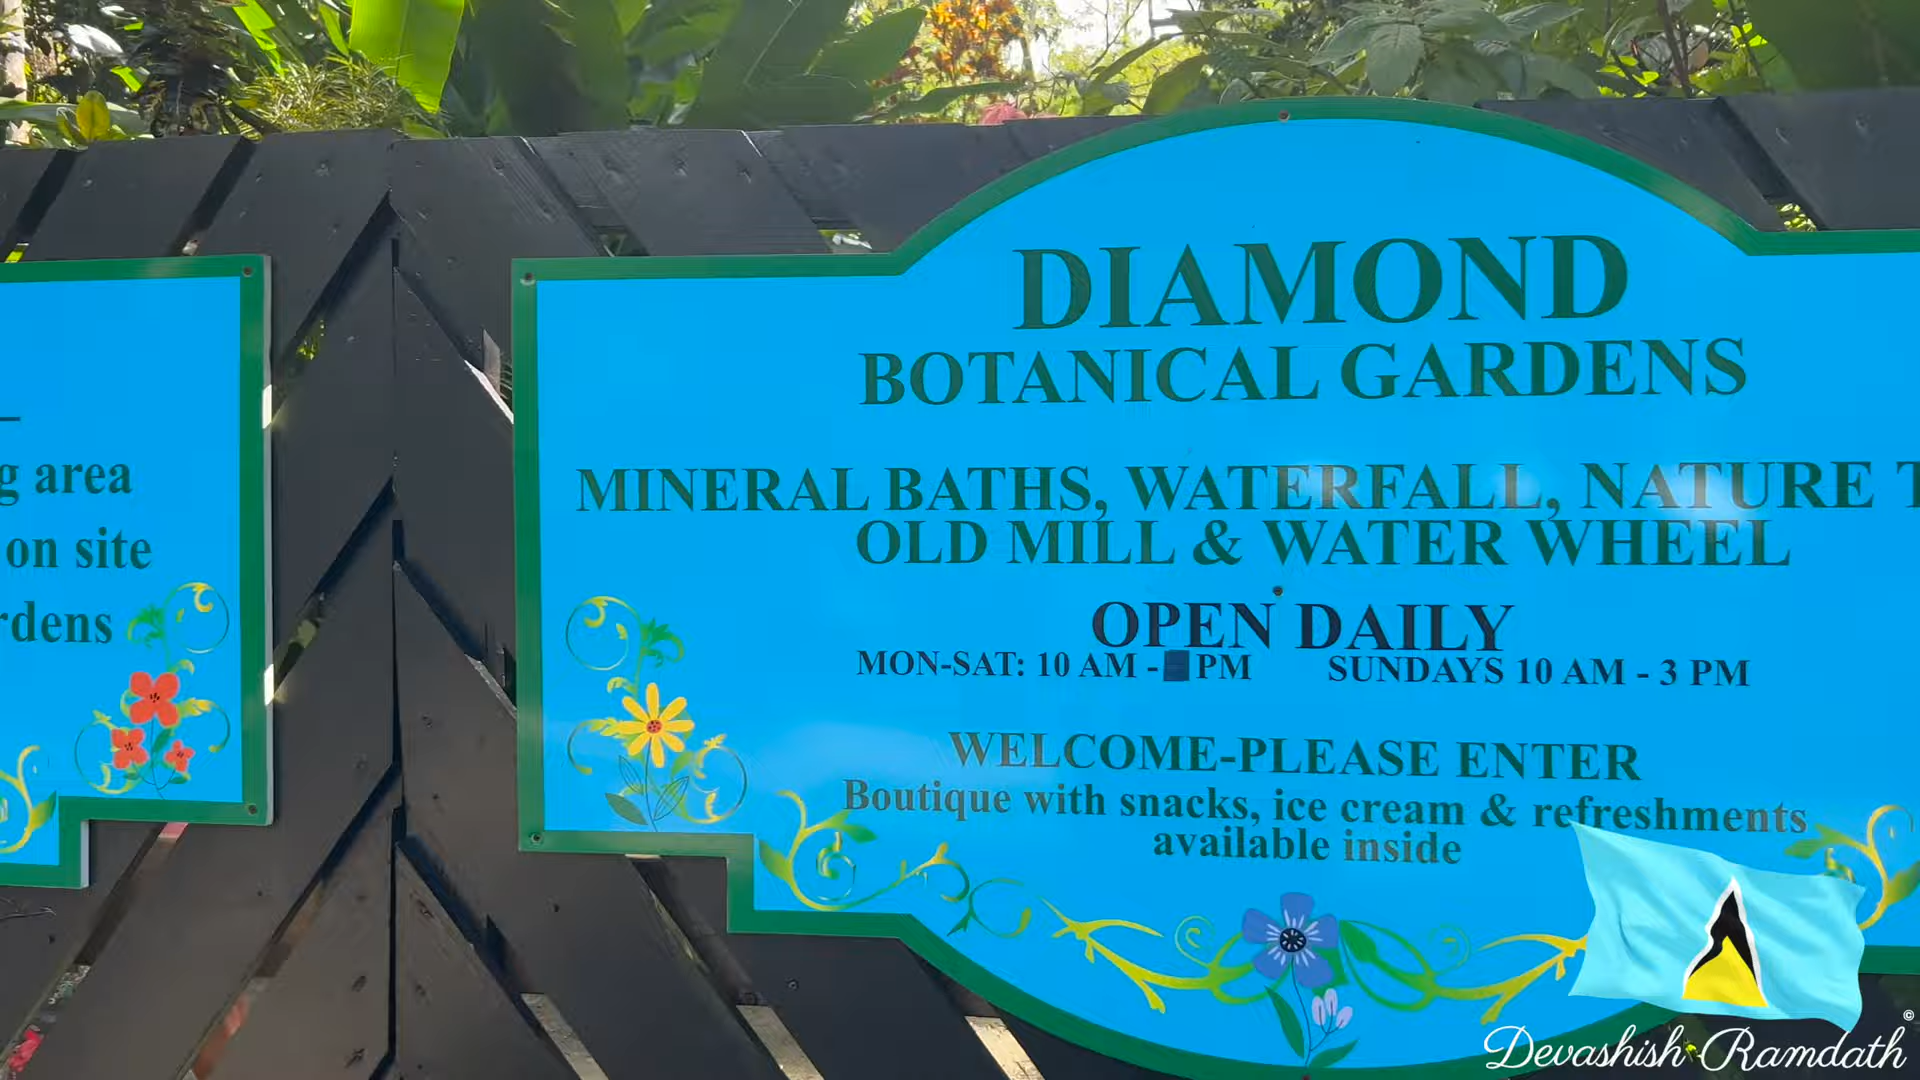 g area
on site
rdens
DIAMOND
BOTANICAL GARDENS
MINERAL BATHS, WATERFALL, NATURE T
OLD MILL & WATER WHEEL
OPEN DAILY
MON-SAT: 10 AM - PM SUNDAYS 10 AM - 3 PM
WELCOME-PLEASE ENTER
Boutique with snacks, ice cream & refreshments
available inside
Devashish Ramdath ©